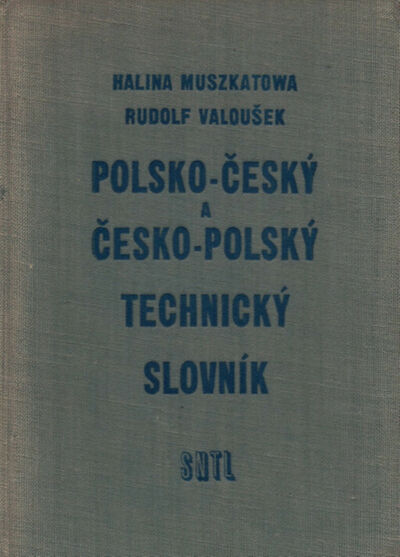 HALINA MUSZKATOWA
RUDOLF VALOUŠEK
POLSKO-ČESKÝ
A
ČESKO-POLSKÝ
TECHNICKÝ
SLOVNÍK
SNTL